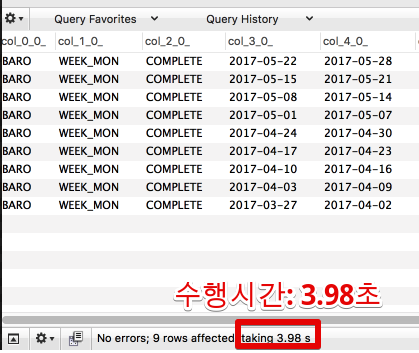 Query Favorites Query History
col_0_0_ col_1_0_ col_2_0_ col_3_0_ col_4_0_
BARO WEEK_MON COMPLETE 2017-05-22 2017-05-28
BARO WEEK_MON COMPLETE 2017-05-15 2017-05-21
BARO WEEK_MON COMPLETE 2017-05-08 2017-05-14
BARO WEEK_MON COMPLETE 2017-05-01 2017-05-07
BARO WEEK_MON COMPLETE 2017-04-24 2017-04-30
BARO WEEK_MON COMPLETE 2017-04-17 2017-04-23
BARO WEEK_MON COMPLETE 2017-04-10 2017-04-16
BARO WEEK_MON COMPLETE 2017-04-03 2017-04-09
BARO WEEK_MON COMPLETE 2017-03-27 2017-04-02
수행시간: 3.98초
No errors; 9 rows affected, taking 3.98 s